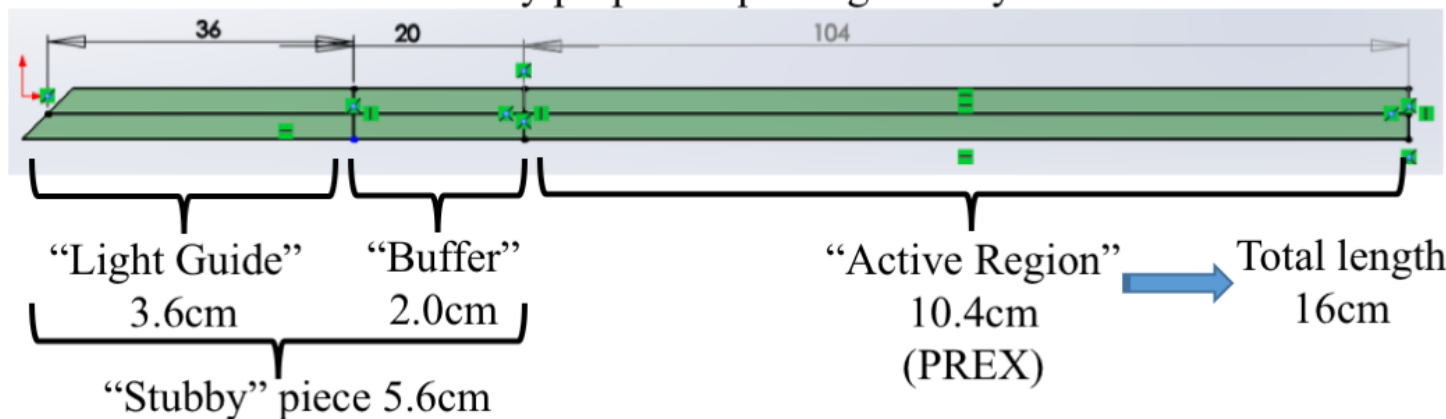 36 20 104
“Light Guide” “Buffer” “Active Region” Total length
3.6cm 2.0cm 10.4cm 16cm
(PREX)
“Stubby” piece 5.6cm